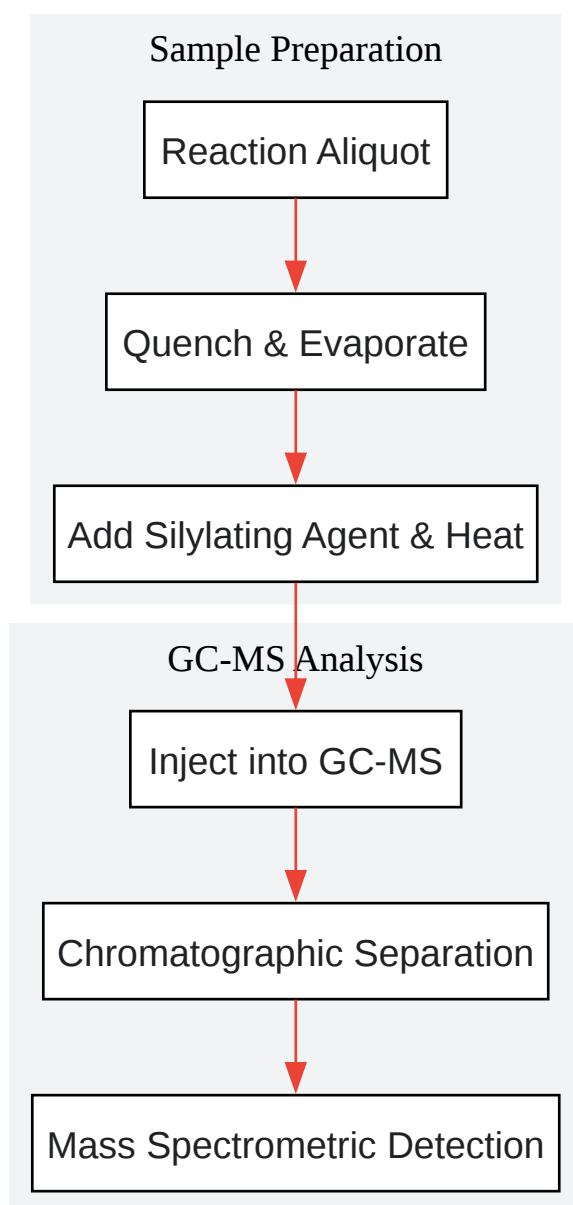 Sample Preparation
Reaction Aliquot
Quench & Evaporate
Add Silylating Agent & Heat
GC-MS Analysis
Inject into GC-MS
Chromatographic Separation
Mass Spectrometric Detection